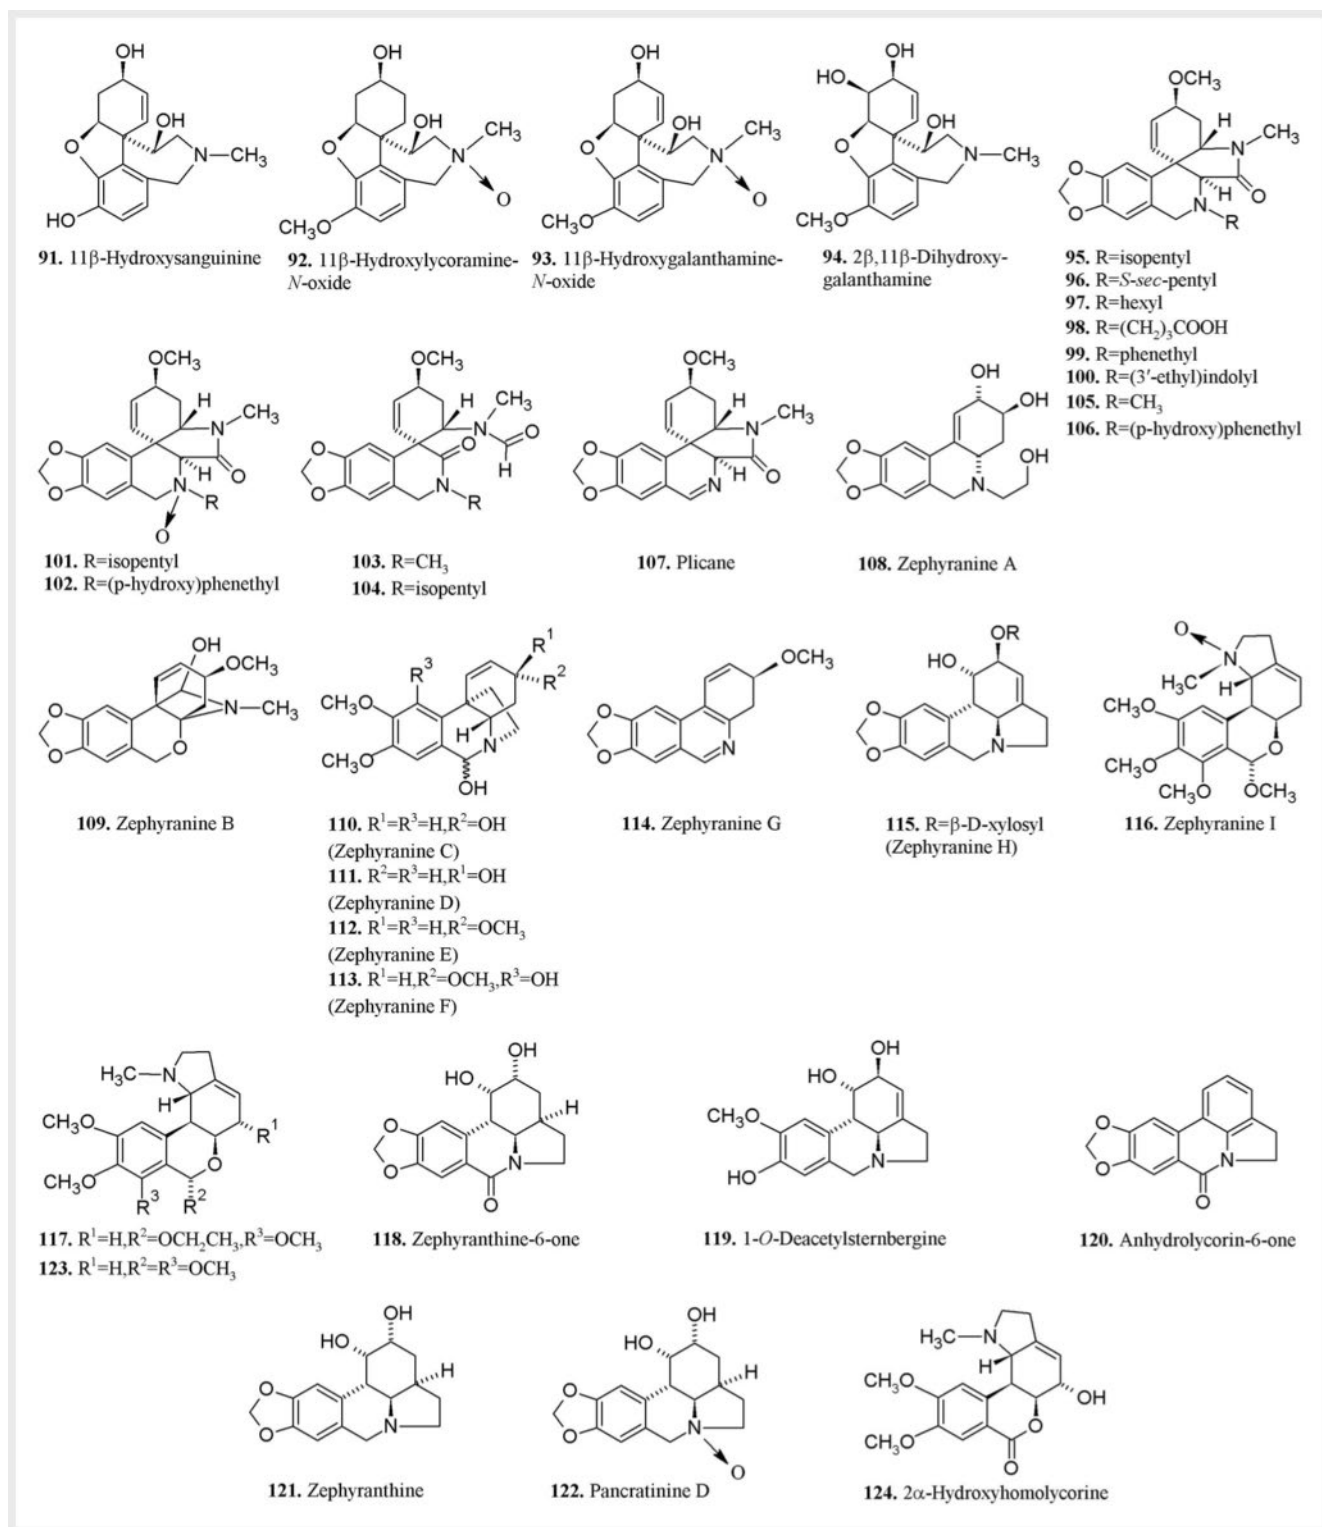 OH
OH
OH
OH
HO
OCH₃
OH
OH
OH
OH
H
CH₃
O
N—CH₃
O
N
CH₃
O
N
CH₃
O
N—CH₃
O
O
N
O
H
N
R
HO
CH₃O
O
CH₃O
O
CH₃O
91. 11β-Hydroxysanguinine
92. 11β-Hydroxylycoramine-
N-oxide
93. 11β-Hydroxygalanthamine-
N-oxide
94. 2β,11β-Dihydroxy-
galanthamine
95. R=isopentyl
96. R=S-sec-pentyl
97. R=hexyl
98. R=(CH₂)₃COOH
99. R=phenethyl
100. R=(3′-ethyl)indolyl
105. R=CH₃
106. R=(p-hydroxy)phenethyl
OCH₃
H
CH₃
N
O
O
O
H
N
R
O
OCH₃
H
CH₃
N
O
O
H
O
O
N
R
OCH₃
H
CH₃
N
O
O
O
H
N
OH
OH
OH
O
O
N
101. R=isopentyl
102. R=(p-hydroxy)phenethyl
103. R=CH₃
104. R=isopentyl
107. Plicane
108. Zephyranine A
OH
OCH₃
N—CH₃
O
O
O
R¹
R²
R³
CH₃O
CH₃O
H
N
OH
OCH₃
O
O
N
OR
HO
O
O
N
O
N
H₃C
H
CH₃O
CH₃O
CH₃O
O
OCH₃
109. Zephyranine B
110. R¹=R³=H,R²=OH
(Zephyranine C)
111. R²=R³=H,R¹=OH
(Zephyranine D)
112. R¹=R³=H,R²=OCH₃
(Zephyranine E)
113. R¹=H,R²=OCH₃,R³=OH
(Zephyranine F)
114. Zephyranine G
115. R=β-D-xylosyl
(Zephyranine H)
116. Zephyranine I
H₃C—N
H
CH₃O
R¹
CH₃O
O
R³
R²
OH
HO
H
O
O
N
O
OH
HO
CH₃O
HO
N
O
O
N
O
117. R¹=H,R²=OCH₂CH₃,R³=OCH₃
123. R¹=H,R²=R³=OCH₃
118. Zephyranthine-6-one
119. 1-O-Deacetylsternbergine
120. Anhydrolycorin-6-one
OH
HO
H
O
O
N
OH
HO
H
O
O
N
O
H₃C—N
H
CH₃O
OH
CH₃O
O
O
121. Zephyranthine
122. Pancratinine D
124. 2α-Hydroxyhomolycorine